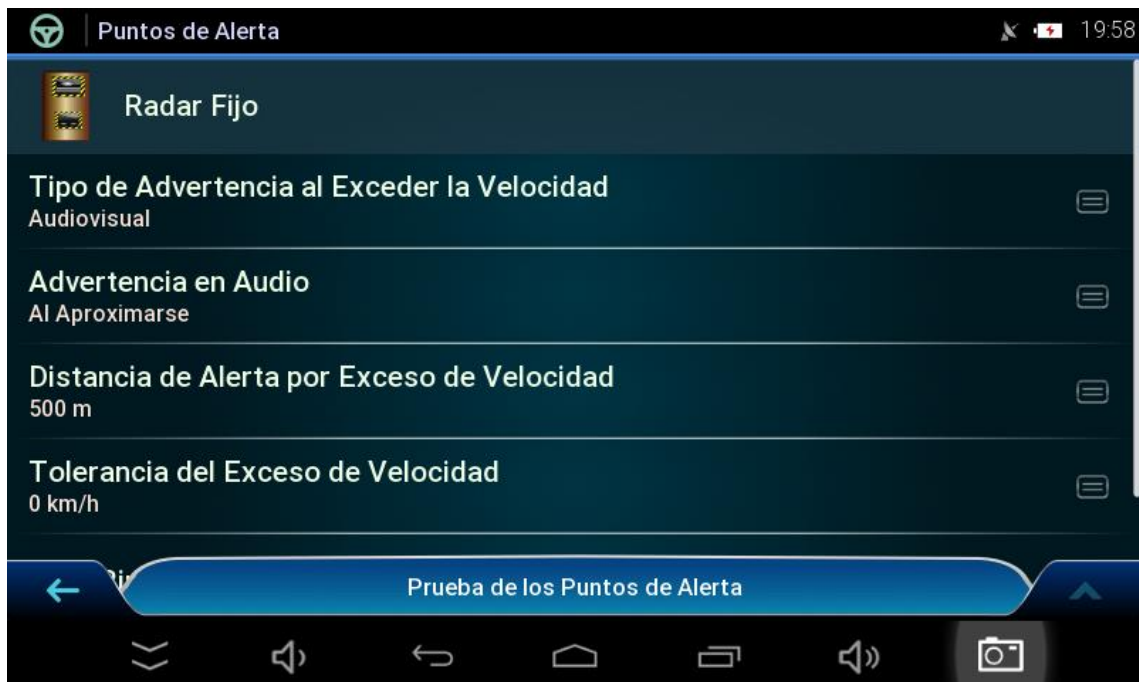 Puntos de Alerta
19:58
Radar Fijo
Tipo de Advertencia al Exceder la Velocidad
Audiovisual
Advertencia en Audio
Al Aproximarse
Distancia de Alerta por Exceso de Velocidad
500 m
Tolerancia del Exceso de Velocidad
0 km/h
Prueba de los Puntos de Alerta